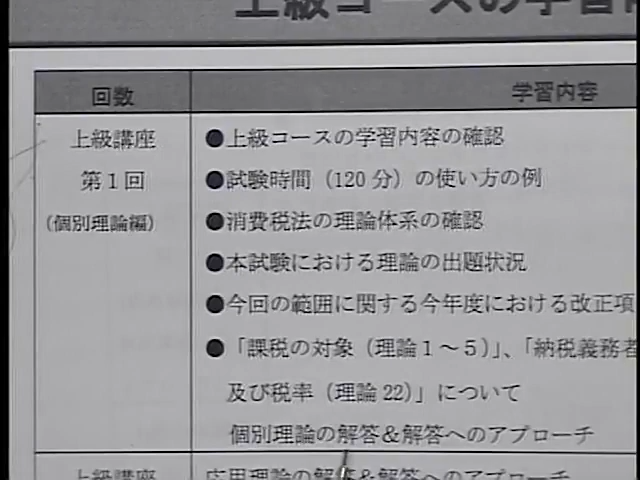 上級コースの学習
回数
学習内容
上級講座
第１回
(個別理論編)
●上級コースの学習内容の確認
●試験時間（120 分）の使い方の例
●消費税法の理論体系の確認
●本試験における理論の出題状況
●今回の範囲に関する今年度における改正項
●「課税の対象（理論１～５）」、「納税義務者
及び税率（理論 22）」について
個別理論の解答＆解答へのアプローチ
上級講座
応用理論の解答＆解答へのアプローチ